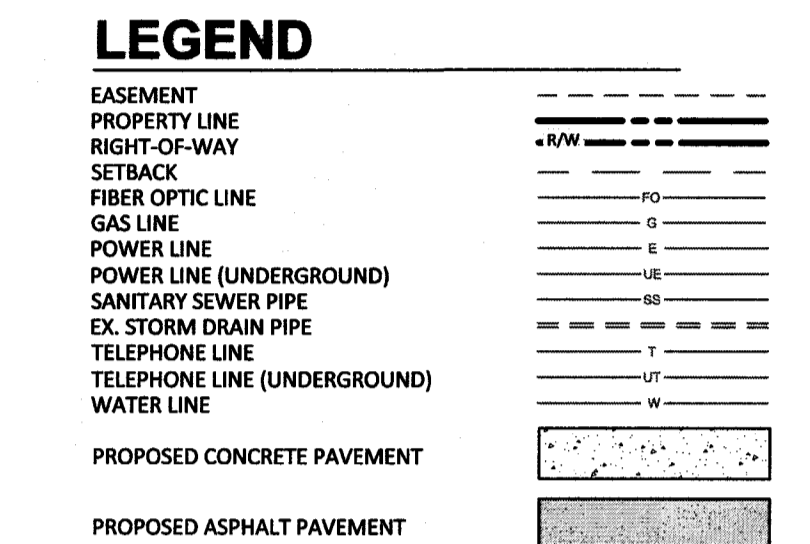 LEGEND
EASEMENT
PROPERTY LINE
RIGHT-OF-WAY R/W
SETBACK
FIBER OPTIC LINE FO
GAS LINE G
POWER LINE E
POWER LINE (UNDERGROUND) UE
SANITARY SEWER PIPE SS
EX. STORM DRAIN PIPE
TELEPHONE LINE T
TELEPHONE LINE (UNDERGROUND) UT
WATER LINE W
PROPOSED CONCRETE PAVEMENT
PROPOSED ASPHALT PAVEMENT